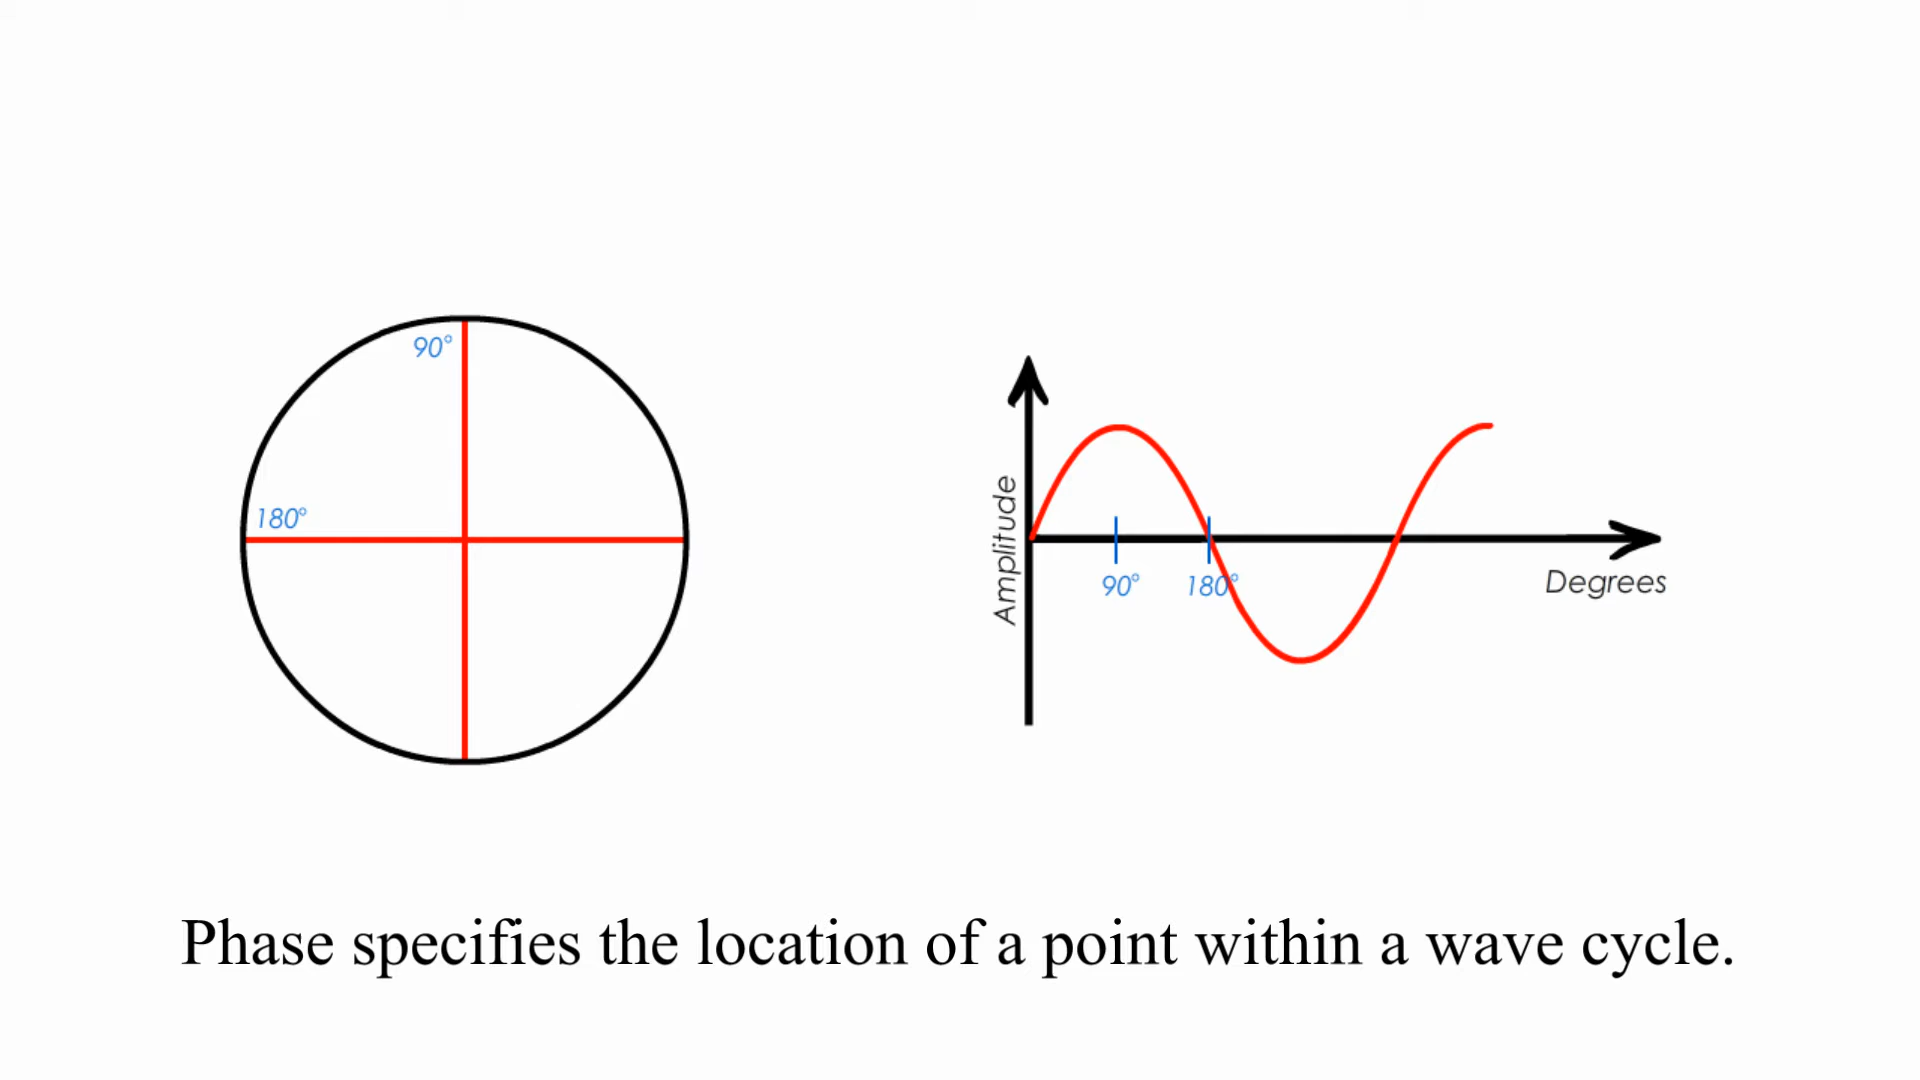 90°
180°
Amplitude
90°
180°
Degrees
Phase specifies the location of a point within a wave cycle.